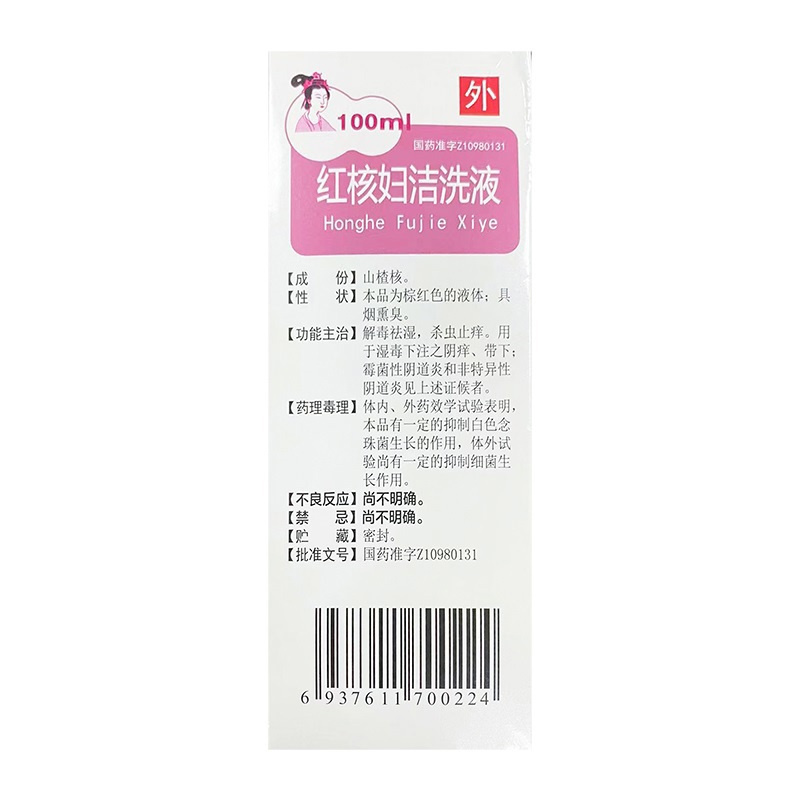 外
100ml
国药准字Z10980131
红核妇洁洗液
Honghe Fujie Xiye
【成 份】山楂核。
【性 状】本品为棕红色的液体；具
烟熏臭。
【功能主治】解毒祛湿，杀虫止痒。用
于湿毒下注之阴痒、带下；
霉菌性阴道炎和非特异性
阴道炎见上述证候者。
【药理毒理】体内、外药效学试验表明，
本品有一定的抑制白色念
珠菌生长的作用，体外试
验尚有一定的抑制细菌生
长作用。
【不良反应】尚不明确。
【禁 忌】尚不明确。
【贮 藏】密封。
【批准文号】国药准字Z10980131
6 937611 700224